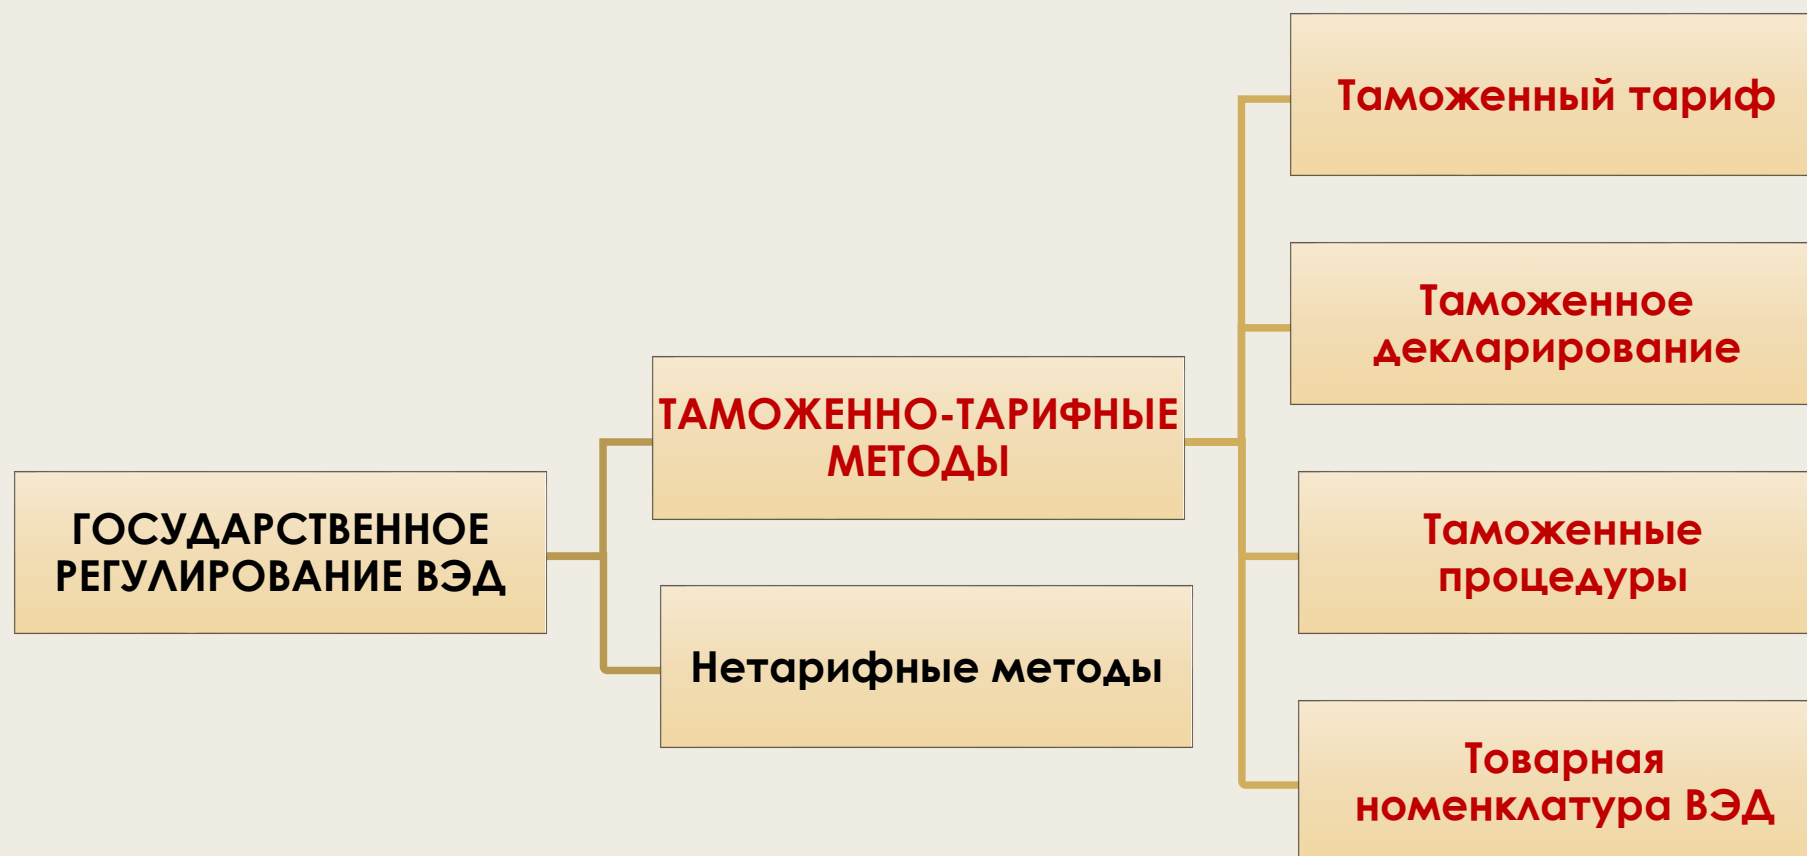 Таможенный тариф
Таможенное
декларирование
ТАМОЖЕННО-ТАРИФНЫЕ
МЕТОДЫ
ГОСУДАРСТВЕННОЕ
РЕГУЛИРОВАНИЕ ВЭД
Таможенные
процедуры
Нетарифные методы
Товарная
номенклатура ВЭД